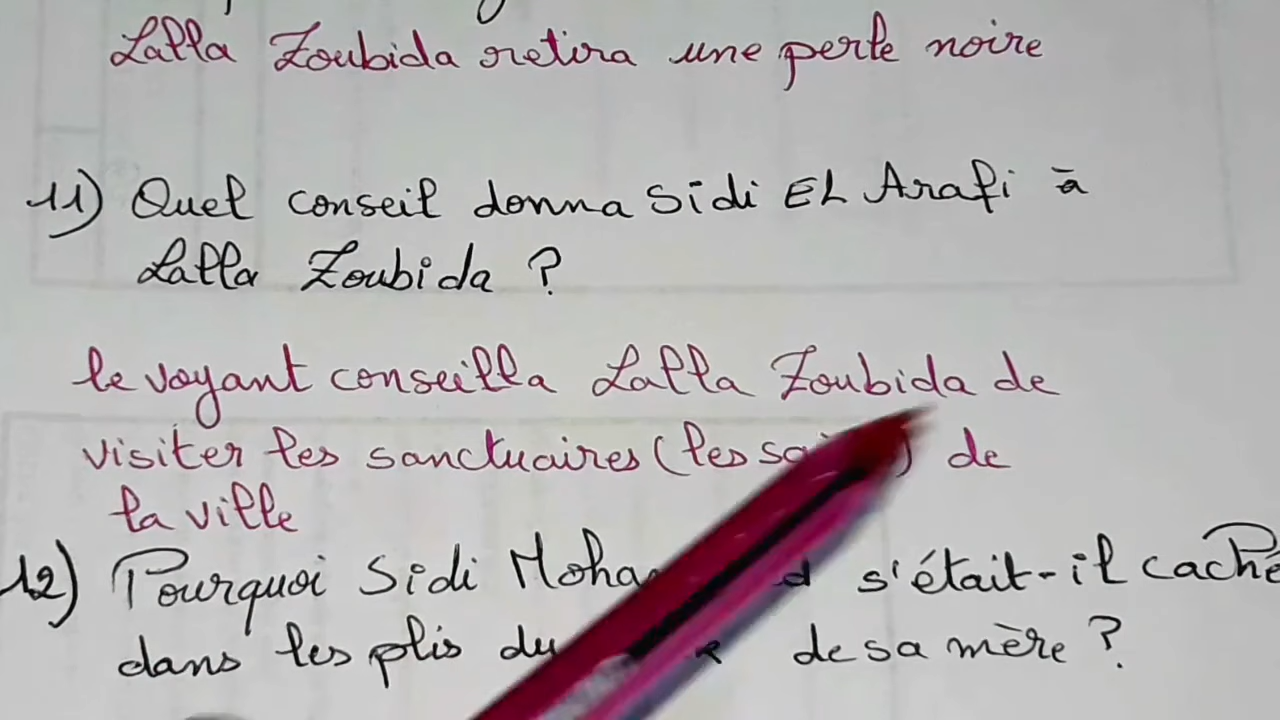 Lalla Zoubida retira une perle noire
11) Quel conseil donna Sidi EL Arafi à
Lalla Zoubida ?
le voyant conseilla Lalla Zoubida de
visiter les sanctuaires (les ) de
la ville
12) Pourquoi Sidi s'était-il caché
dans les plis du de sa mère ?